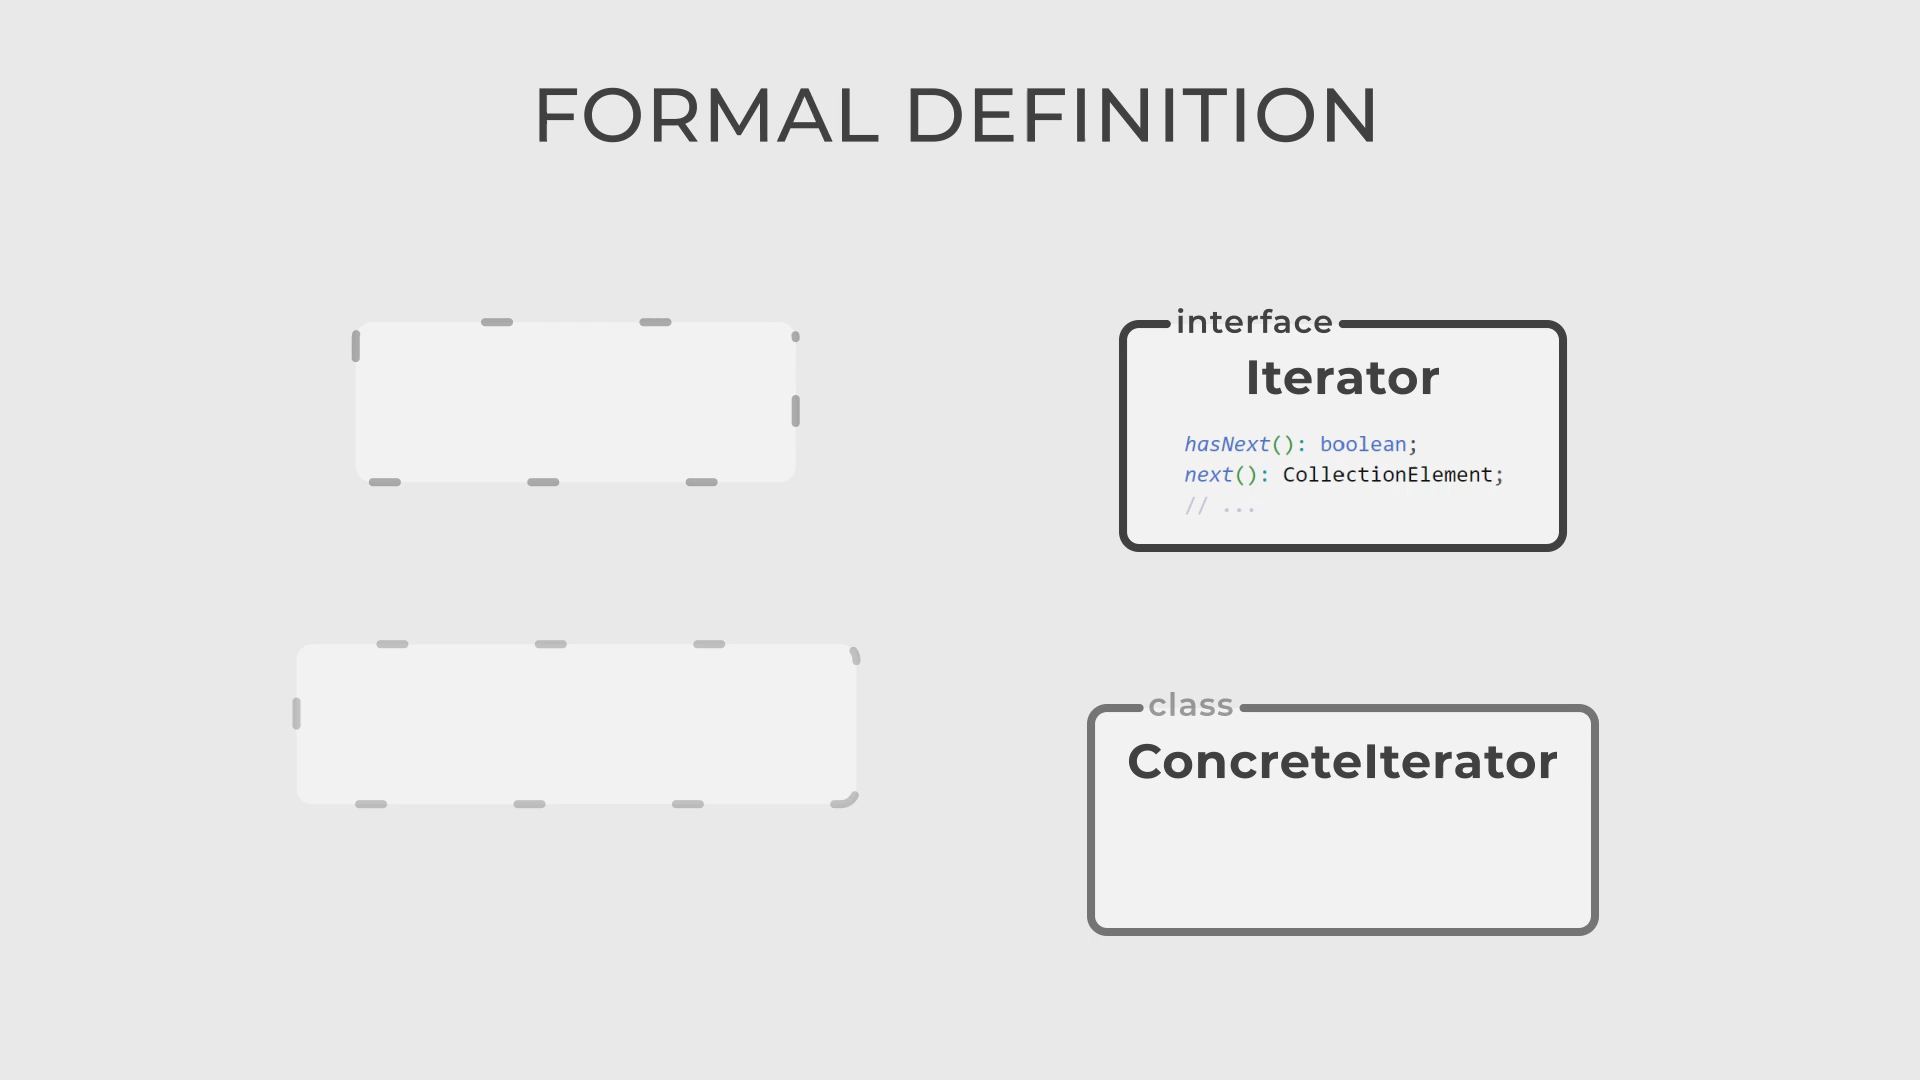 FORMAL DEFINITION
interface
Iterator
hasNext(): boolean;
next(): CollectionElement;
// ...
class
ConcreteIterator